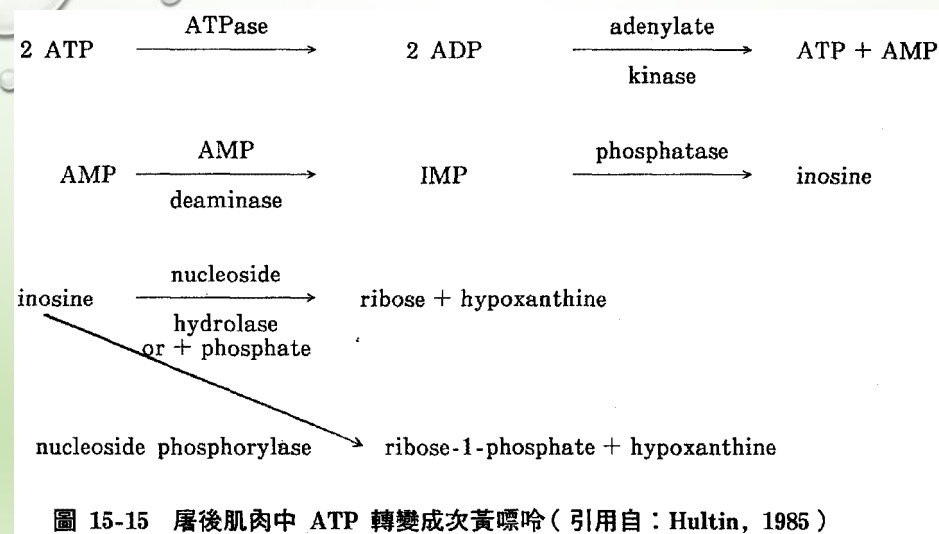 ATPase adenylate
2 ATP 2 ADP ATP + AMP
kinase
AMP phosphatase
AMP IMP inosine
deaminase
nucleoside
inosine ribose + hypoxanthine
hydrolase
or + phosphate
nucleoside phosphorylase ribose-1-phosphate + hypoxanthine
圖 15-15 屠後肌肉中 ATP 轉變成次黃嘌呤(引用自:Hultin, 1985)